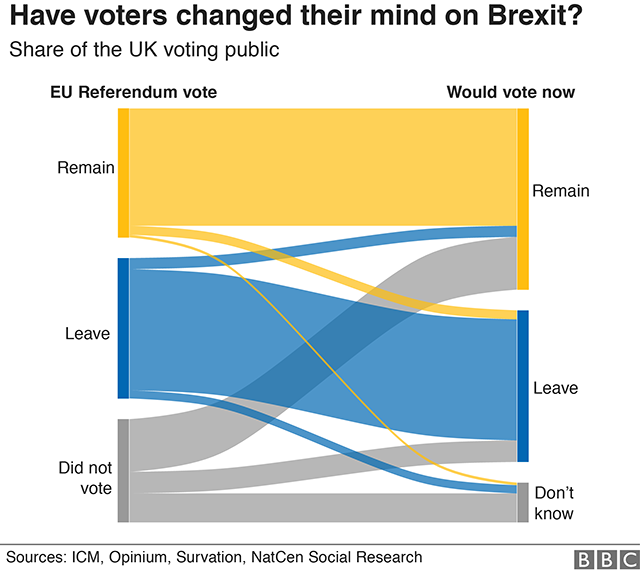 Have voters changed their mind on Brexit?
Share of the UK voting public
EU Referendum vote
Would vote now
Remain
Remain
Leave
Leave
Did not
vote
Don't
know
Sources: ICM, Opinium, Survation, NatCen Social Research
BBC